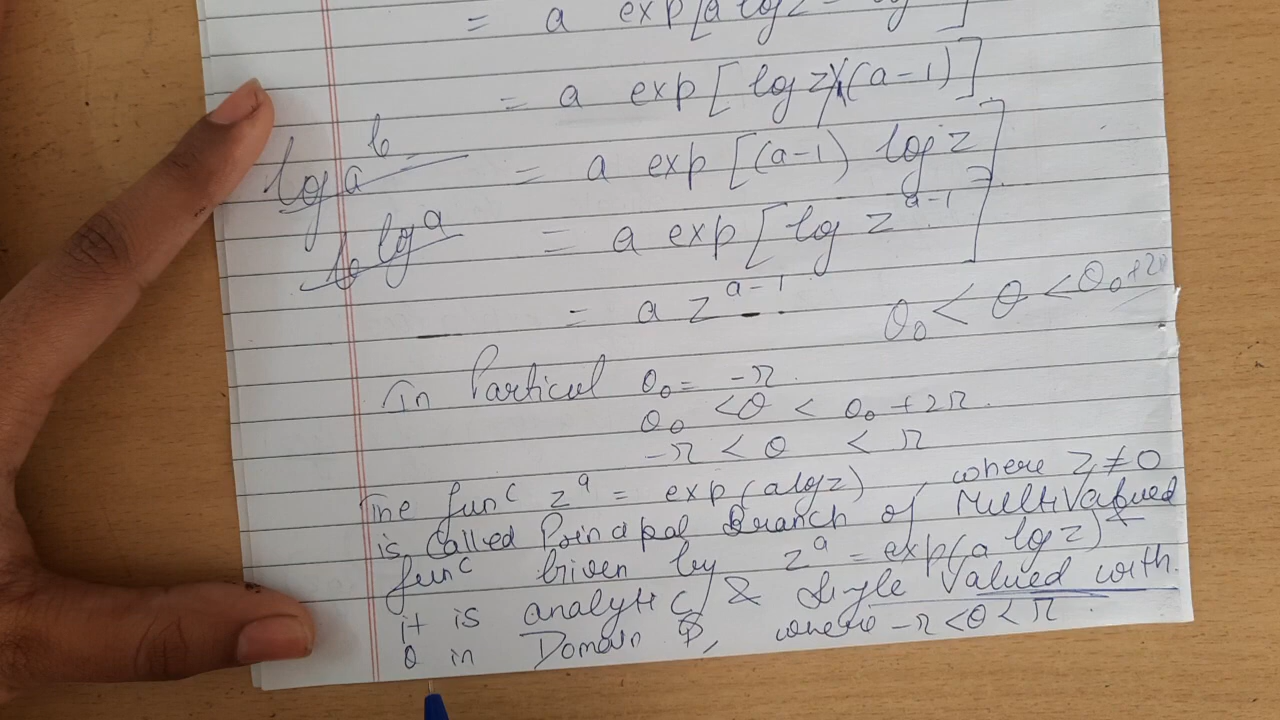 = a exp[a log z - log
= a exp[log z (a-1)]
log a^b
= a exp[(a-1) log z]
b log a
= a exp[log z^{a-1}]
= a z^{a-1}
θ₀ < θ < θ₀+2π
In Particul θ₀ = -π.
θ₀ < θ < θ₀ + 2π.
-π < θ < π
The func z^a = exp(a log z), where z ≠ 0
is called Principal Branch of MultiValued
func Given by z^a = exp(a log z) &
it is analytic & Single Valued with
θ in Domain D, where -π < θ < π.